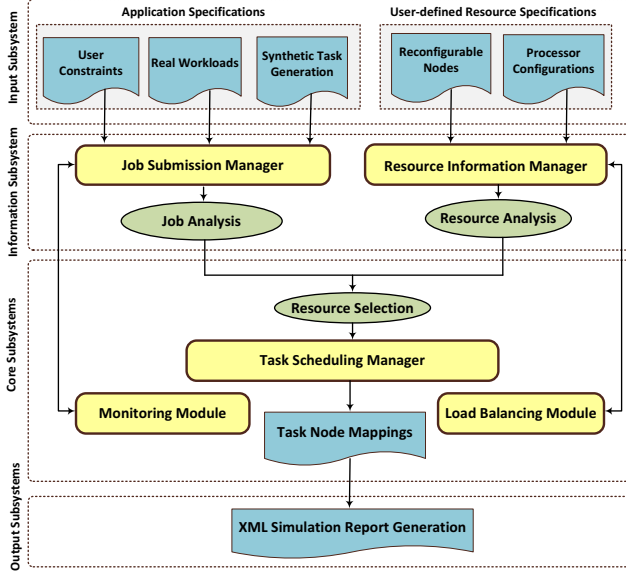 Application Specifications
User-defined Resource Specifications
Input Subsystem
User
Constraints
Real Workloads
Synthetic Task
Generation
Reconfigurable
Nodes
Processor
Configurations
Information Subsystem
Job Submission Manager
Resource Information Manager
Job Analysis
Resource Analysis
Core Subsystems
Resource Selection
Task Scheduling Manager
Monitoring Module
Load Balancing Module
Task Node Mappings
Output Subsystems
XML Simulation Report Generation